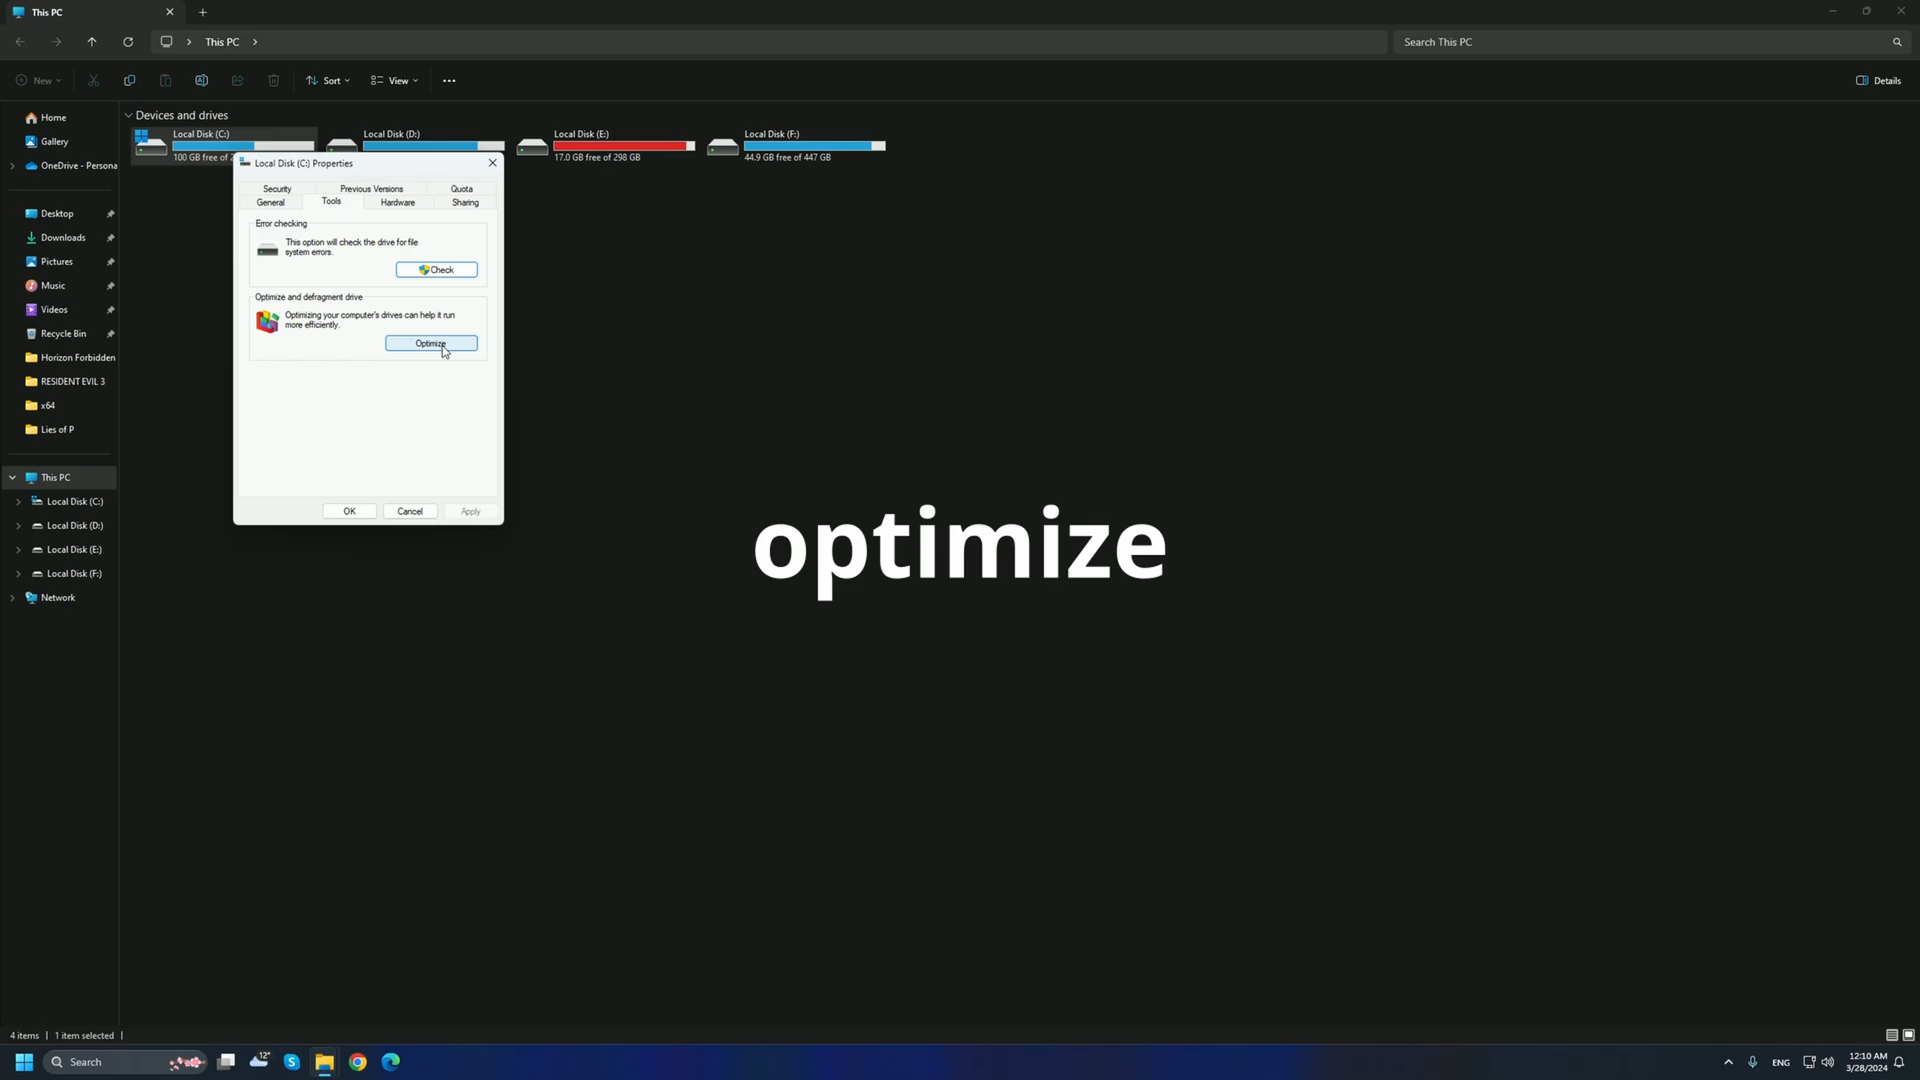 This PC
This PC
Search This PC
New
Sort
View
Details
Home
Gallery
OneDrive - Persona
Desktop
Downloads
Pictures
Music
Videos
Recycle Bin
Horizon Forbidden
RESIDENT EVIL 3
x64
Lies of P
This PC
Local Disk (C:)
Local Disk (D:)
Local Disk (E:)
Local Disk (F:)
Network
Devices and drives
Local Disk (C:)
100 GB free of 2
Local Disk (D:)
Local Disk (E:)
17.0 GB free of 298 GB
Local Disk (F:)
44.9 GB free of 447 GB
Local Disk (C:) Properties
Security Previous Versions Quota
General Tools Hardware Sharing
Error checking
This option will check the drive for file
system errors.
Check
Optimize and defragment drive
Optimizing your computer's drives can help it run
more efficiently.
Optimize
OK Cancel Apply
optimize
4 items 1 item selected
Search
12°
ENG
12:10 AM
3/28/2024